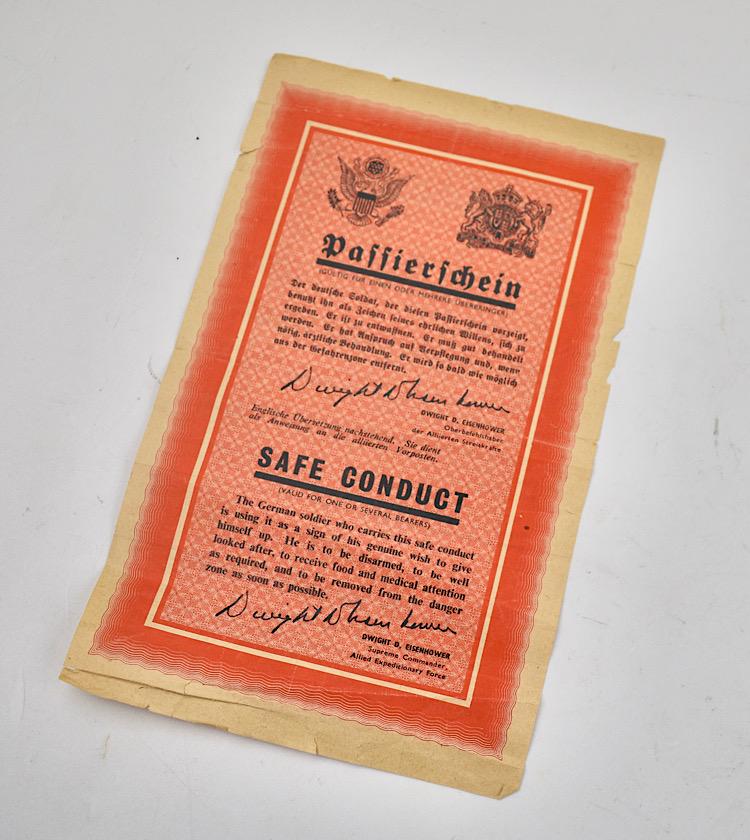 Passierschein
(GÜLTIG FÜR EINEN ODER MEHRERE ÜBERBRINGER)
Der deutsche Soldat, der diesen Passierschein vorzeigt,
benutzt ihn als Zeichen seines ehrlichen Willens, sich zu
ergeben. Er ist zu entwaffnen. Er muß gut behandelt
werden. Er hat Anspruch auf Verpflegung und, wenn
nötig, ärztliche Behandlung. Er wird so bald wie möglich
aus der Gefahrenzone entfernt.
Dwight D Eisenhower
DWIGHT D. EISENHOWER
Oberbefehlshaber
der Alliierten Streitkräfte
Englische Übersetzung nachstehend. Sie dient
als Anweisung an die alliierten Vorposten.
SAFE CONDUCT
(VALID FOR ONE OR SEVERAL BEARERS)
The German soldier who carries this safe conduct
is using it as a sign of his genuine wish to give
himself up. He is to be disarmed, to be well
looked after, to receive food and medical attention
as required, and to be removed from the danger
zone as soon as possible.
Dwight D Eisenhower
DWIGHT D. EISENHOWER
Supreme Commander,
Allied Expeditionary Force